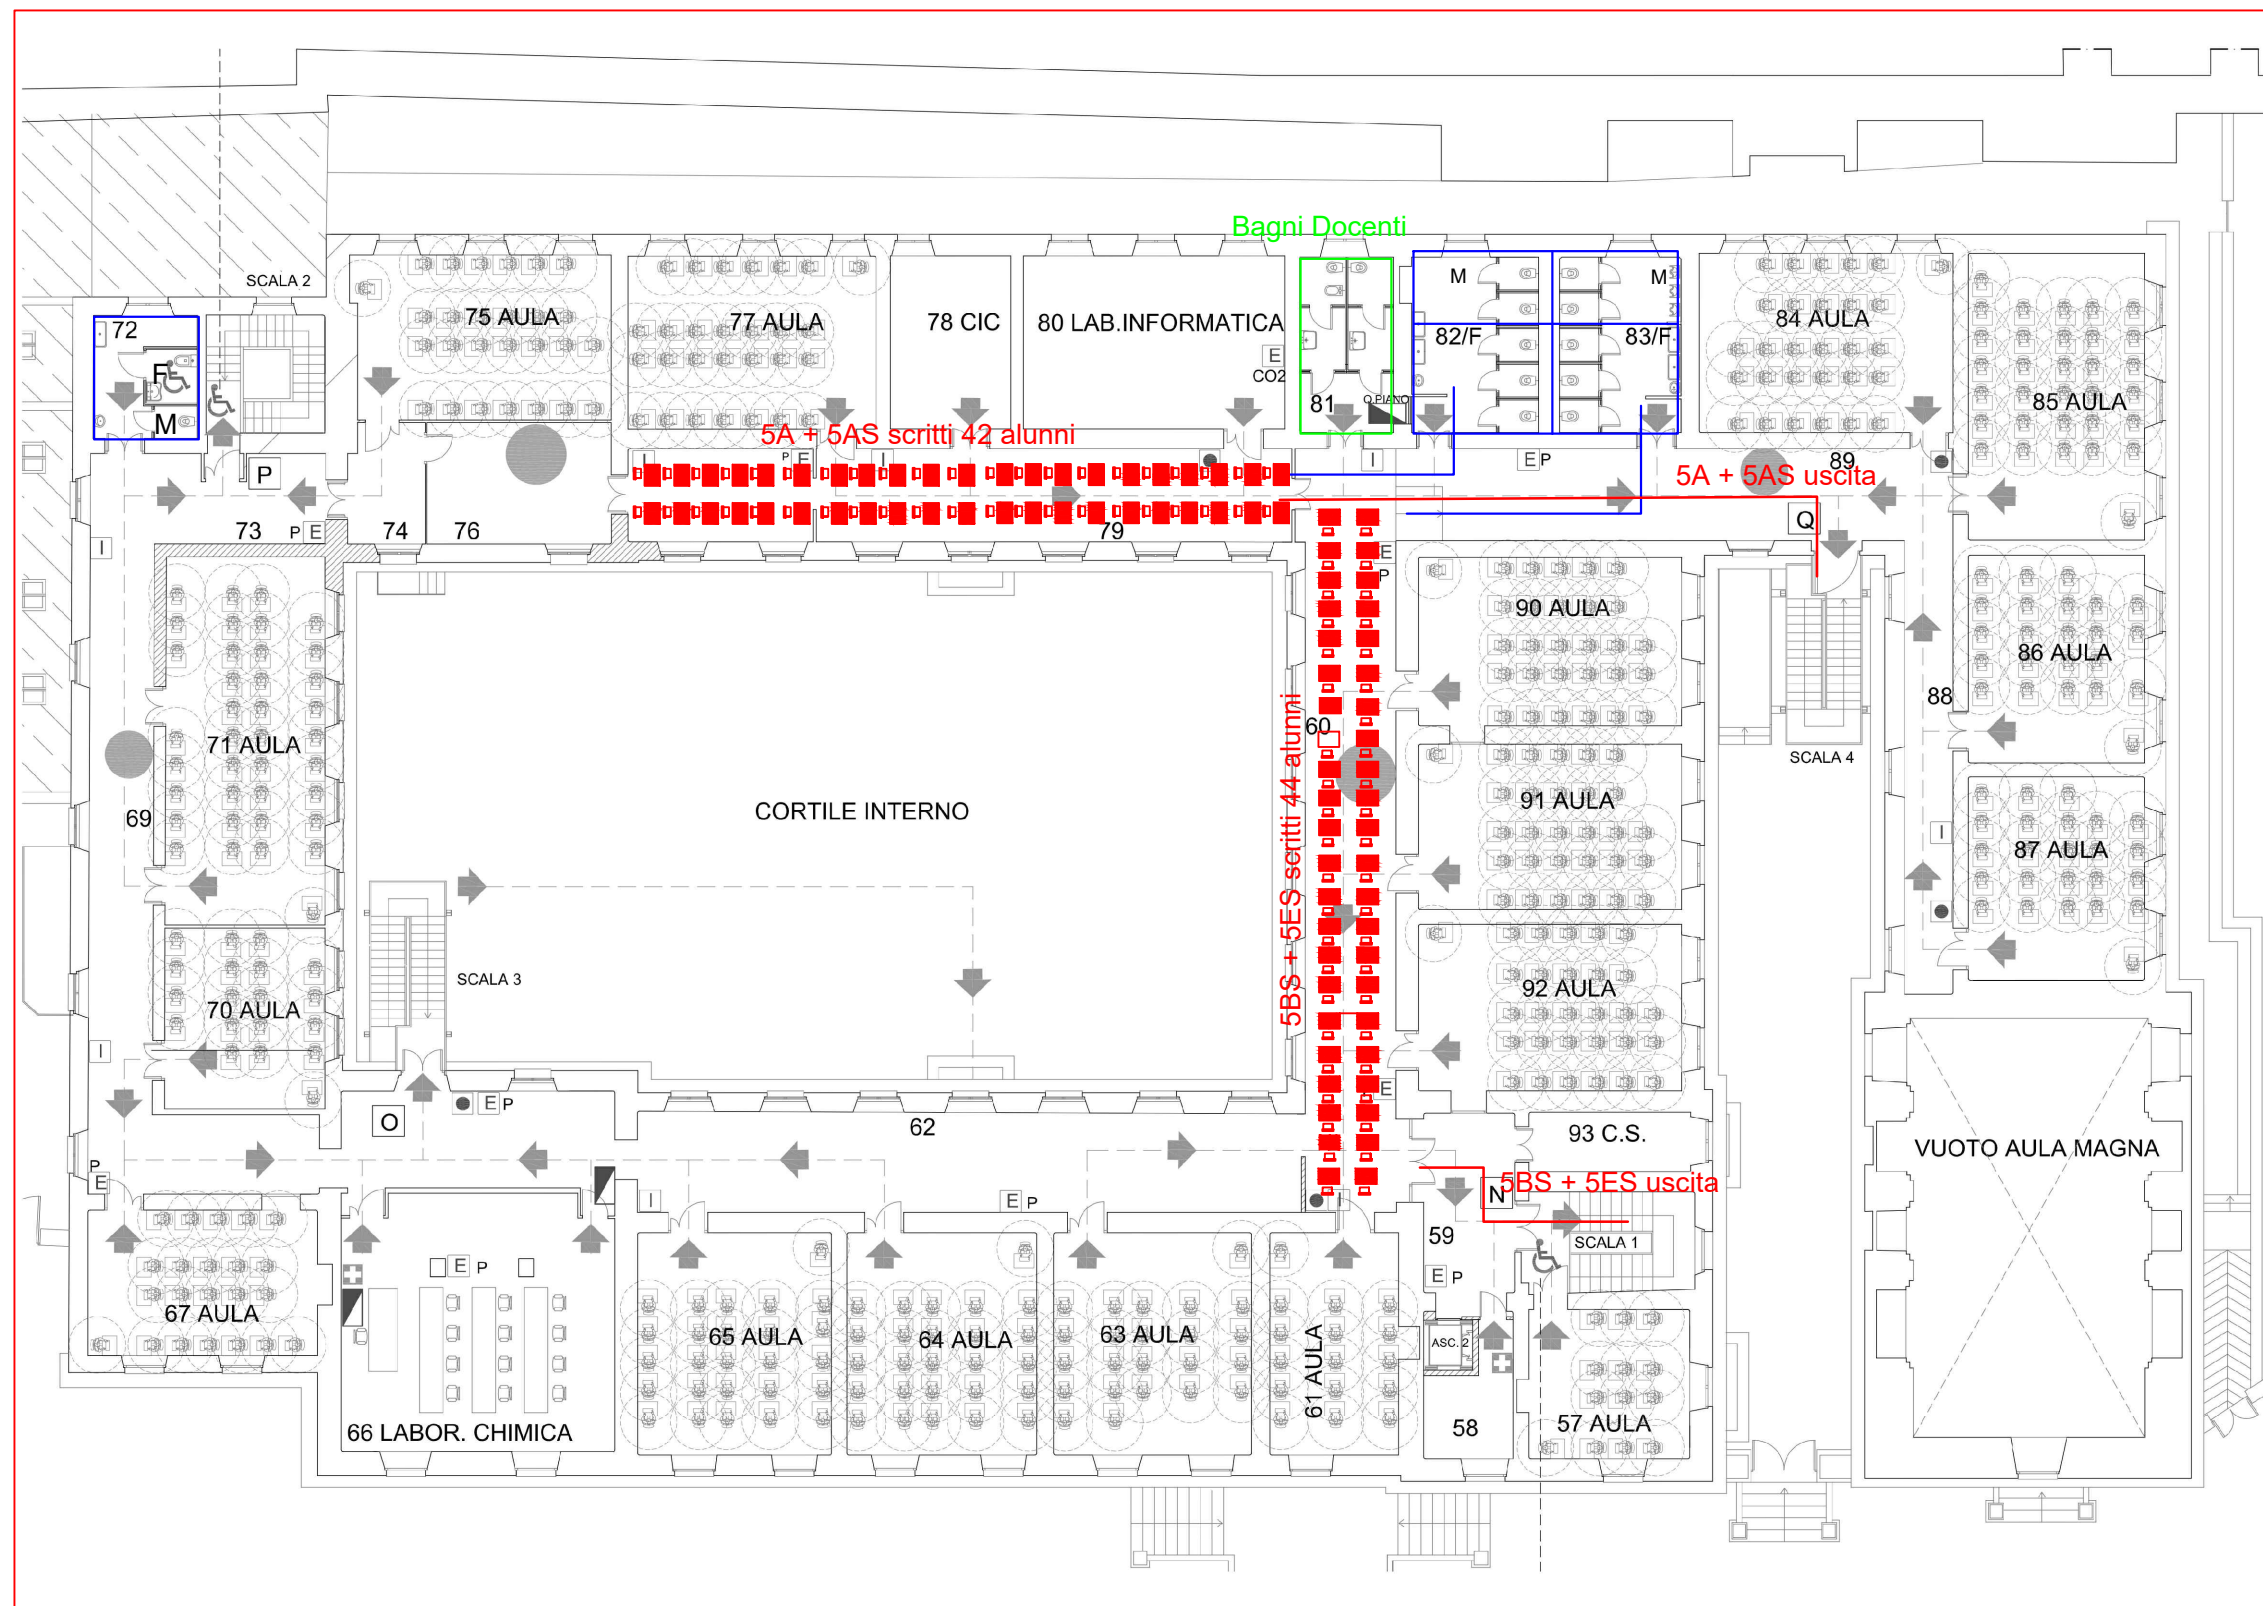 Bagni Docenti
SCALA 2
72
F
M
75 AULA
77 AULA
78 CIC
80 LAB.INFORMATICA
E
CO2
81
Q.PIANO
M
82/F
M
83/F
84 AULA
85 AULA
P
5A + 5AS scritti 42 alunni
I
P E
I
I
E P
89
5A + 5AS uscita
Q
73
P E
74
76
79
I
E
P
90 AULA
86 AULA
88
71 AULA
60
SCALA 4
69
CORTILE INTERNO
91 AULA
5BS + 5ES scritti 44 alunni
I
87 AULA
SCALA 3
92 AULA
70 AULA
I
E P
E
O
62
93 C.S.
VUOTO AULA MAGNA
P
E
I
E P
I
N
5BS + 5ES uscita
59
SCALA 1
E P
E P
67 AULA
65 AULA
64 AULA
63 AULA
61 AULA
ASC. 2
66 LABOR. CHIMICA
58
57 AULA